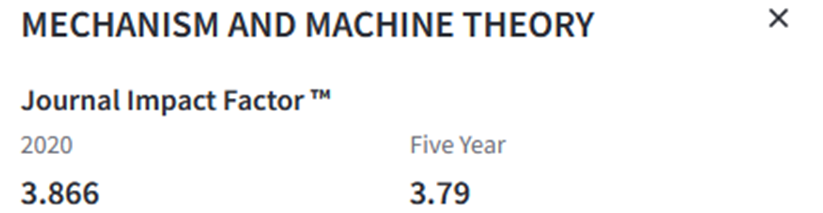 MECHANISM AND MACHINE THEORY
Journal Impact Factor ™
2020 Five Year
3.866 3.79